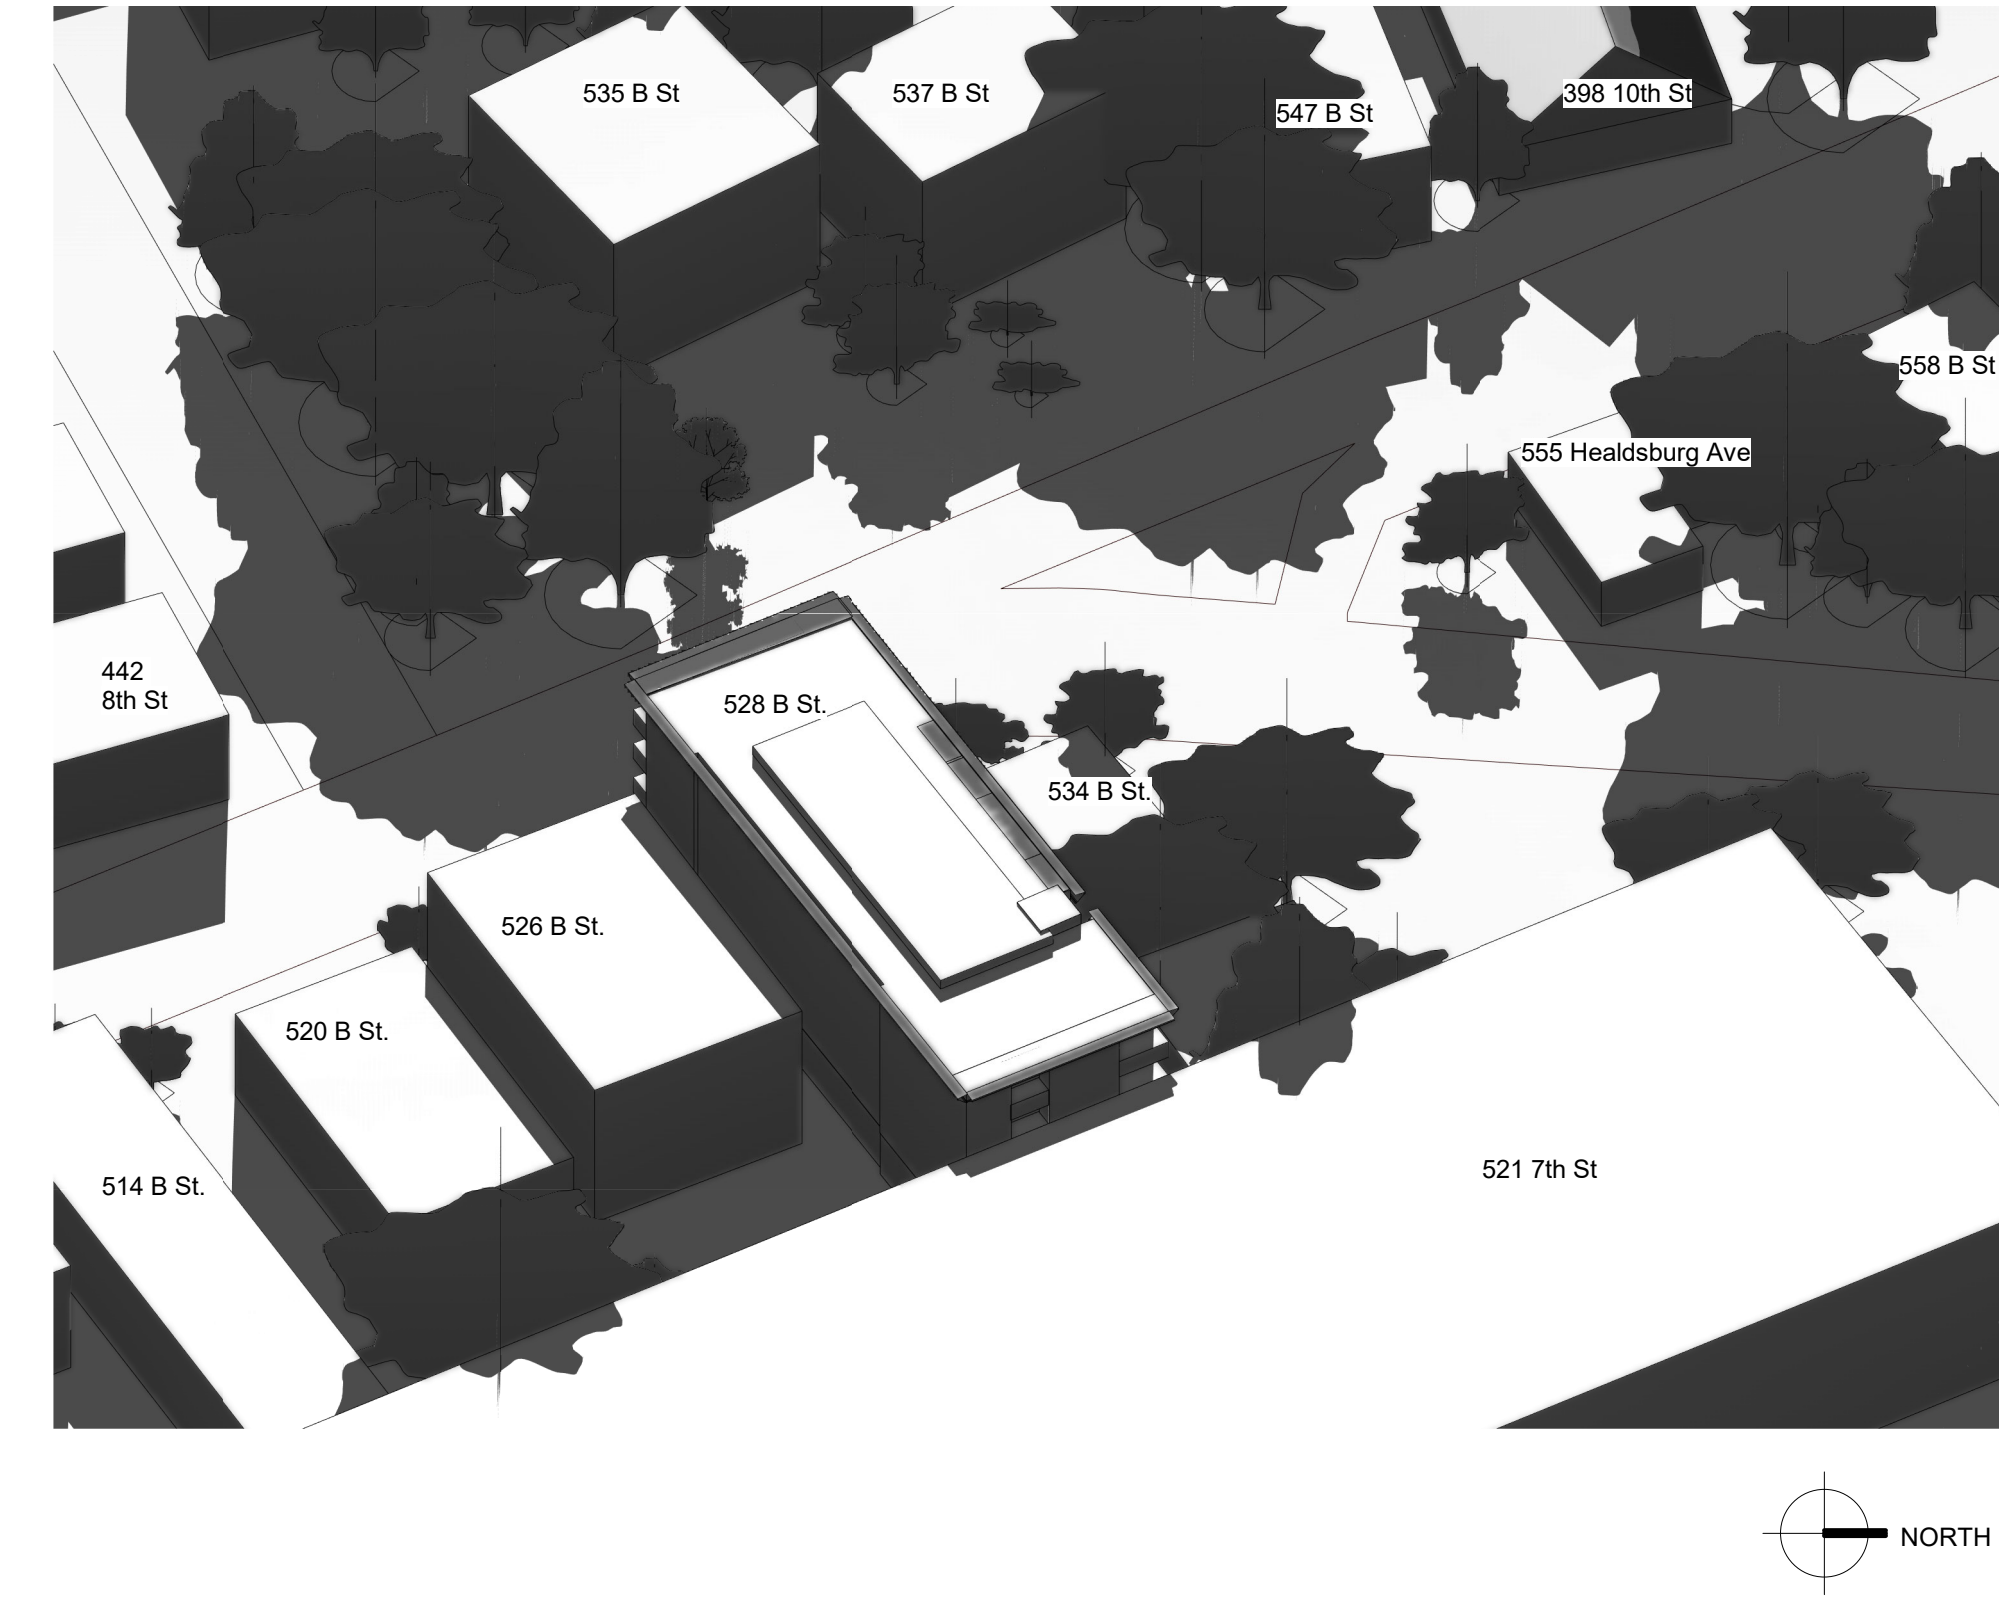 535 B St
537 B St
547 B St
398 10th St
558 B St
555 Healdsburg Ave
442
8th St
528 B St.
534 B St.
526 B St.
520 B St.
514 B St.
521 7th St
NORTH